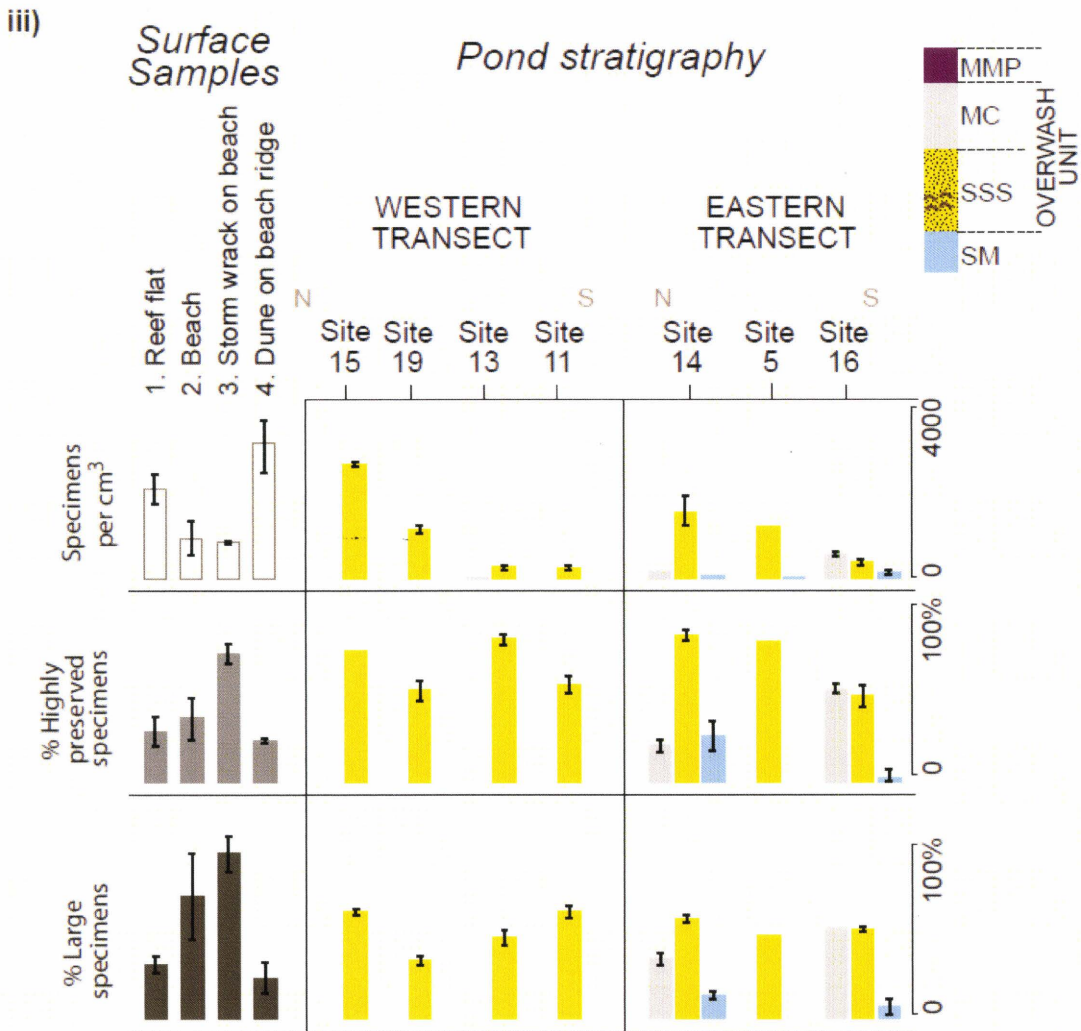 iii)
Surface
Samples
Pond stratigraphy
1. Reef flat
2. Beach
3. Storm wrack on beach
4. Dune on beach ridge
WESTERN
TRANSECT
EASTERN
TRANSECT
MMP
MC
SSS
SM
OVERWASH
UNIT
N
S
N
S
Site
15
Site
19
Site
13
Site
11
Site
14
Site
5
Site
16
Specimens
per cm³
4000
0
% Highly
preserved
specimens
100%
0
% Large
specimens
100%
0